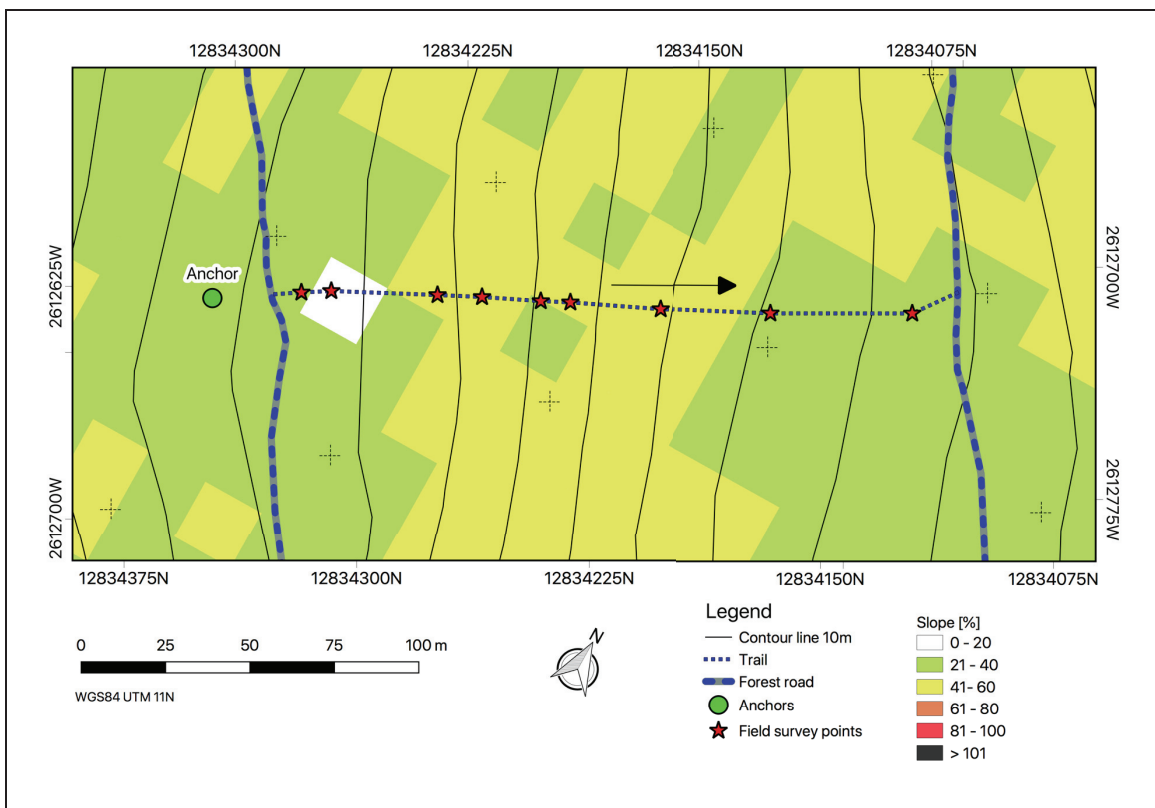 12834300N 12834225N 12834150N 12834075N
2612625W
2612700W
Anchor
2612700W
2612775W
12834375N 12834300N 12834225N 12834150N 12834075N
0 25 50 75 100 m
WGS84 UTM 11N
N
Legend
Contour line 10m
Trail
Forest road
Anchors
Field survey points
Slope [%]
0 - 20
21 - 40
41 - 60
61 - 80
81 - 100
> 101